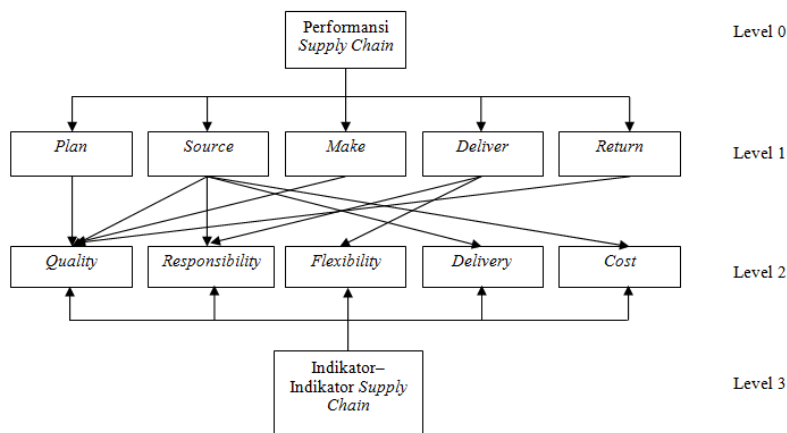 Performansi
Supply Chain
Level 0
Plan
Source
Make
Deliver
Return
Level 1
Quality
Responsibility
Flexibility
Delivery
Cost
Level 2
Indikator–
Indikator Supply
Chain
Level 3